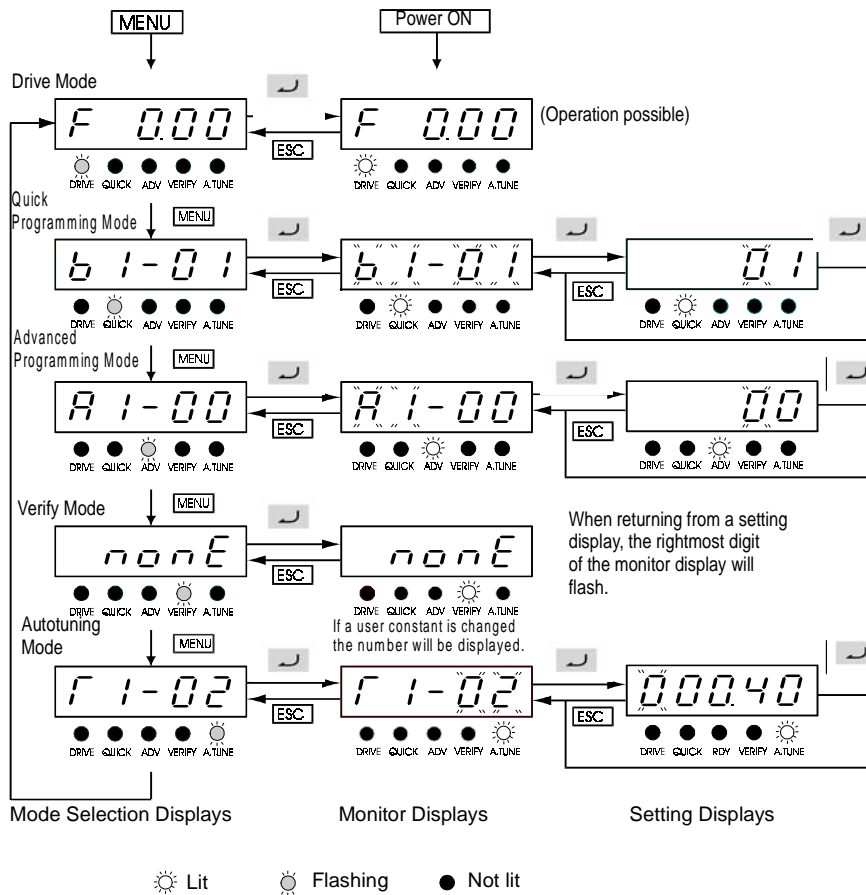 MENU
Power ON
Drive Mode
F 0.00
ESC
F 0.00
(Operation possible)
DRIVE QUICK ADV VERIFY A.TUNE
DRIVE QUICK ADV VERIFY A.TUNE
Quick
Programming Mode
MENU
b1-01
ESC
b1-01
ESC
01
DRIVE QUICK ADV VERIFY A.TUNE
DRIVE QUICK ADV VERIFY A.TUNE
DRIVE QUICK ADV VERIFY A.TUNE
Advanced
Programming Mode
MENU
A1-00
ESC
A1-00
ESC
00
DRIVE QUICK ADV VERIFY A.TUNE
DRIVE QUICK ADV VERIFY A.TUNE
DRIVE QUICK ADV VERIFY A.TUNE
Verify Mode
MENU
nonE
ESC
nonE
When returning from a setting
display, the rightmost digit
of the monitor display will
flash.
DRIVE QUICK ADV VERIFY A.TUNE
DRIVE QUICK ADV VERIFY A.TUNE
If a user constant is changed
the number will be displayed.
Autotuning
Mode
MENU
T1-02
ESC
T1-02
ESC
000.40
DRIVE QUICK ADV VERIFY A.TUNE
DRIVE QUICK ADV VERIFY A.TUNE
DRIVE QUICK RDY VERIFY A.TUNE
Mode Selection Displays
Monitor Displays
Setting Displays
Lit
Flashing
Not lit